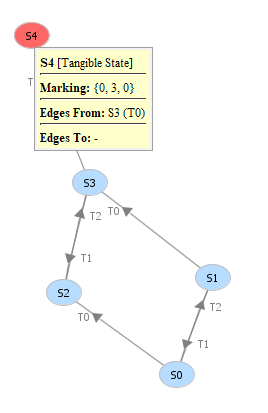 S4
S4 [Tangible State]
T
Marking: {0, 3, 0}
Edges From: S3 (T0)
Edges To: -
S3
T2 T0
T1
S1
S2
T2
T0
T1
S0